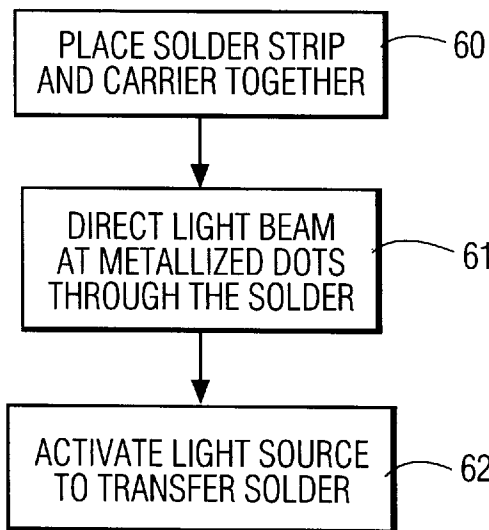 PLACE SOLDER STRIP
AND CARRIER TOGETHER
60
DIRECT LIGHT BEAM
AT METALLIZED DOTS
THROUGH THE SOLDER
61
ACTIVATE LIGHT SOURCE
TO TRANSFER SOLDER
62